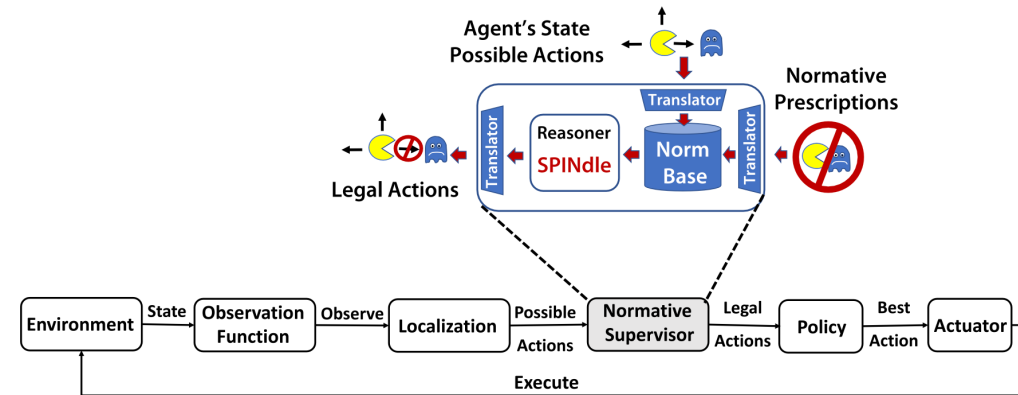 Agent's State
Possible Actions
Normative
Prescriptions
Translator
Translator
Reasoner
SPINdle
Norm
Base
Translator
Legal Actions
Environment
State
Observation
Function
Observe
Localization
Possible
Actions
Normative
Supervisor
Legal
Actions
Policy
Best
Action
Actuator
Execute